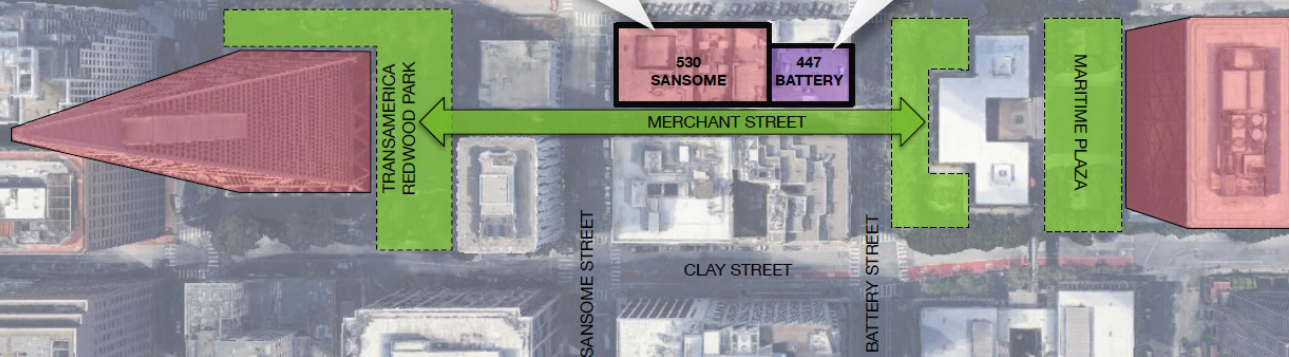 530
SANSOME
447
BATTERY
TRANSAMERICA
REDWOOD PARK
MERCHANT STREET
MARITIME PLAZA
SANSOME STREET
CLAY STREET
BATTERY STREET